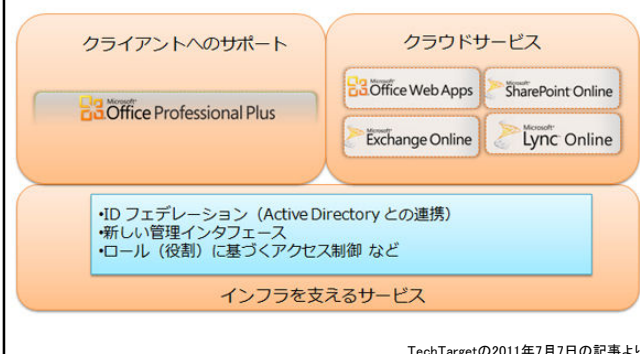 クライアントへのサポート
Microsoft
Office Professional Plus
クラウドサービス
Microsoft
Office Web Apps
Microsoft
SharePoint Online
Microsoft
Exchange Online
Microsoft
Lync Online
•ID フェデレーション（Active Directory との連携）
•新しい管理インタフェース
•ロール（役割）に基づくアクセス制御 など
インフラを支えるサービス
TechTargetの2011年7月7日の記事より